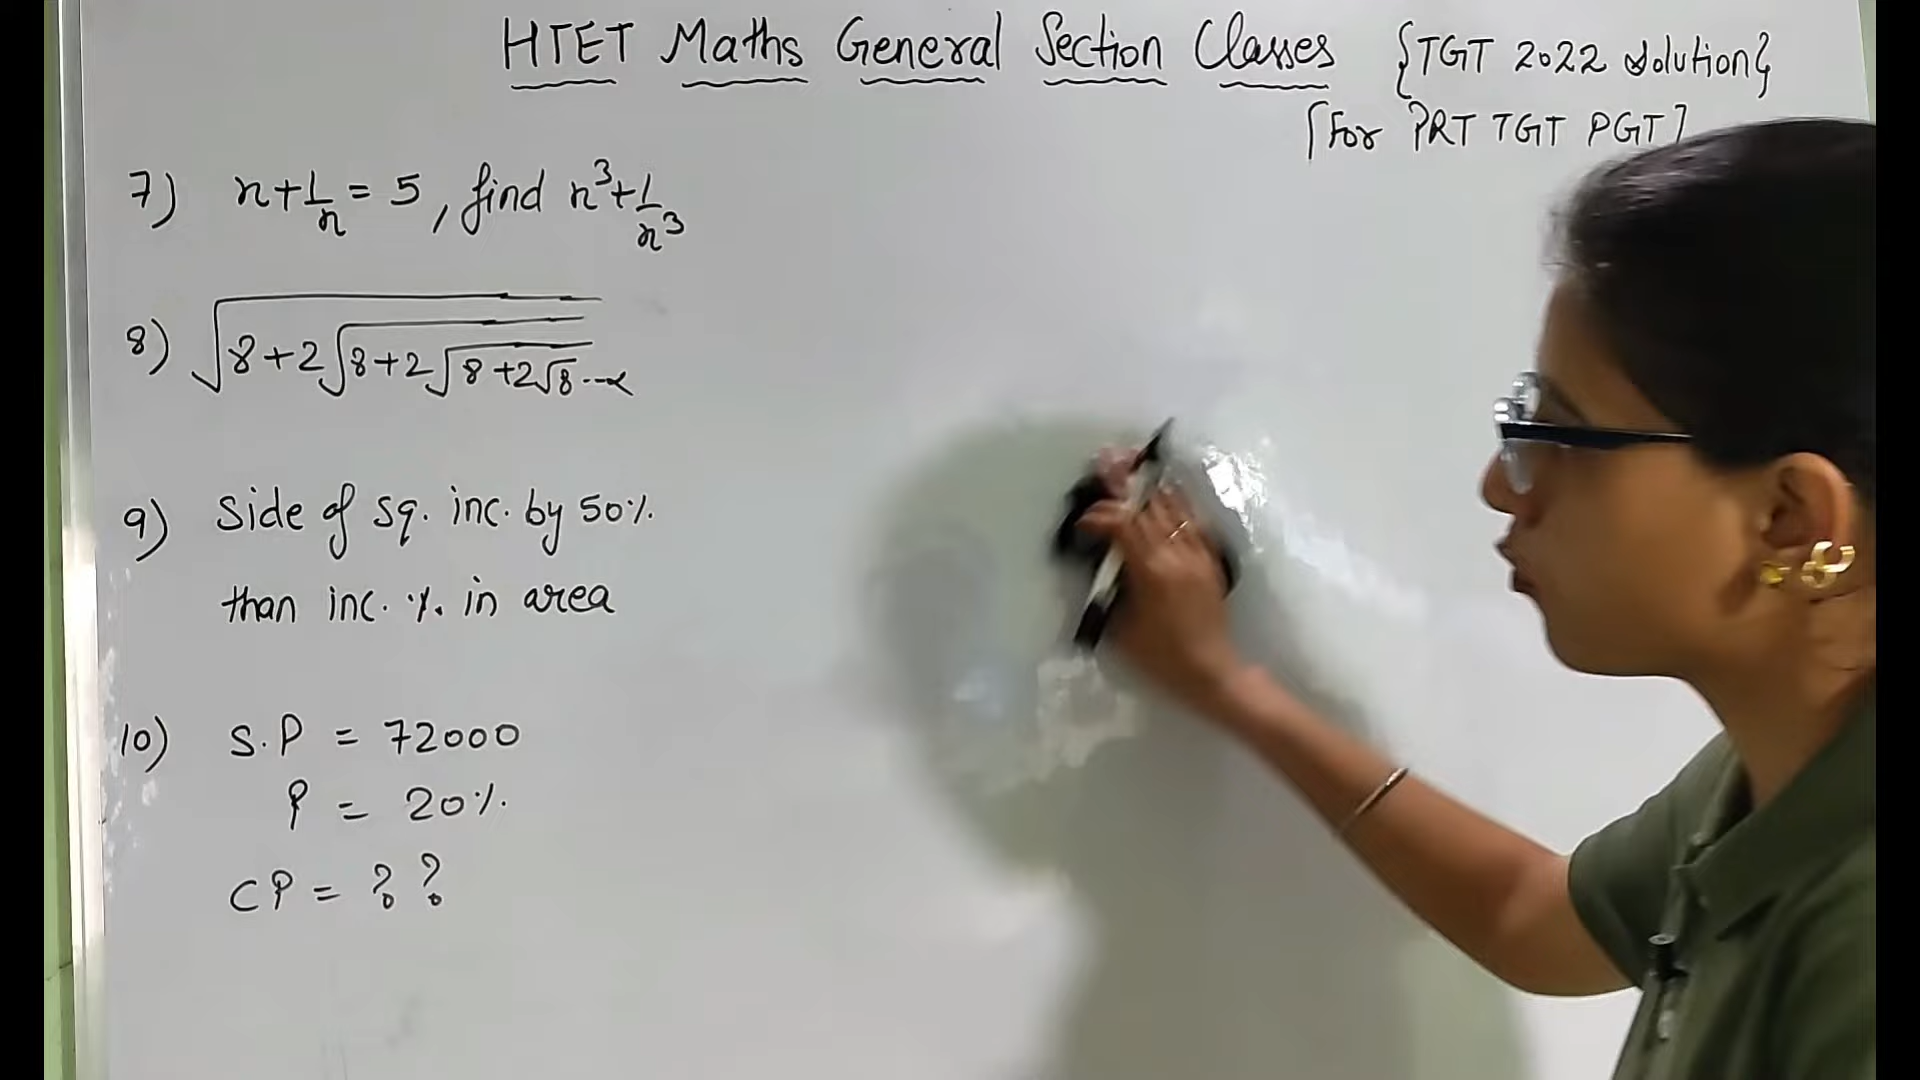 HTET Maths General Section Classes {TGT 2022 solution}
[For PRT TGT PGT]
7) x+1/x = 5, find x³+1/x³
8) √8+2√8+2√8+2√8...∝
9) Side of sq. inc. by 50%.
than inc. %. in area
10) S.P = 72000
P = 20%.
CP = ??